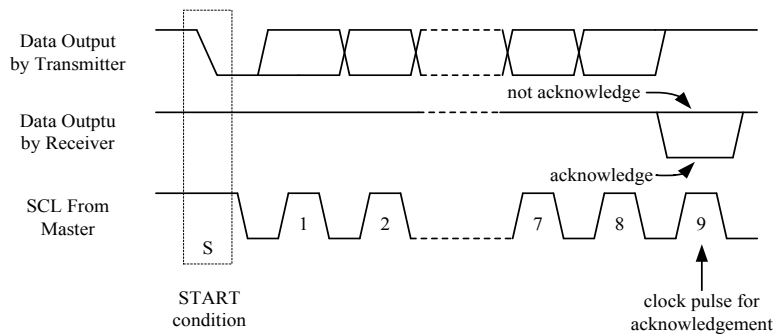 Data Output
by Transmitter
not acknowledge
Data Outptu
by Receiver
acknowledge
SCL From
Master
1
2
7
8
9
S
START
condition
clock pulse for
acknowledgement